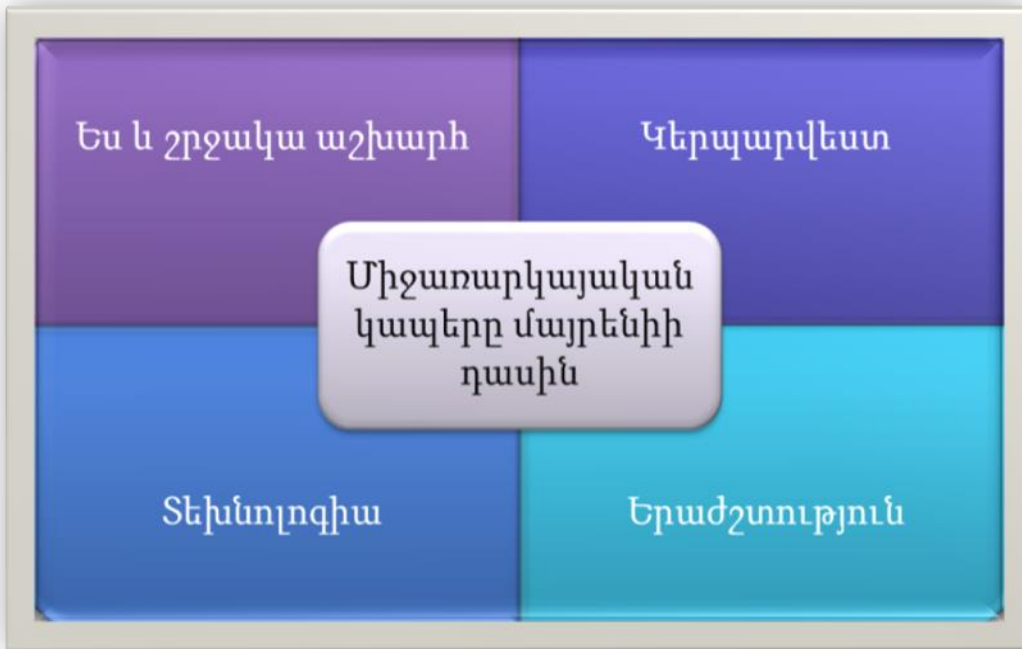 Ես և շրջակա աշխարհ
Կերպարվեստ
Միջառարկայական
կապերը մայրենիի
դասին
Տեխնոլոգիա
Երաժշտություն